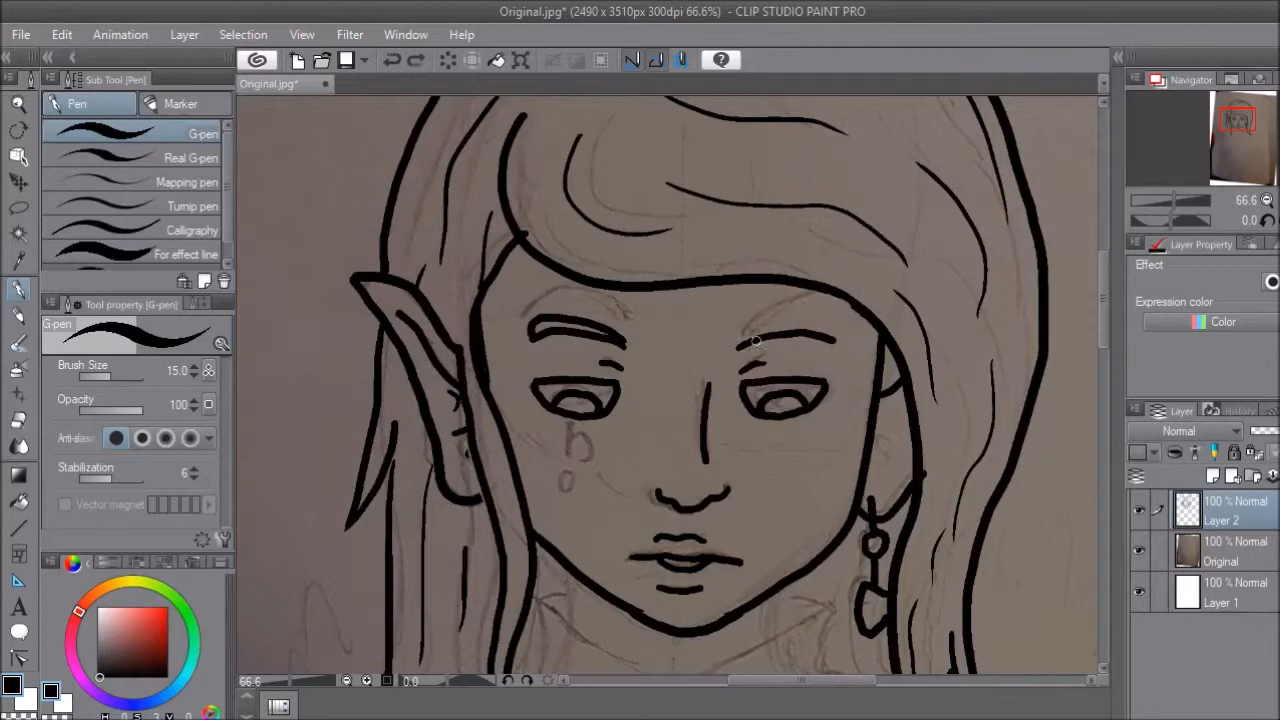 Original.jpg* (2490 x 3510px 300dpi 66.6%) - CLIP STUDIO PAINT PRO
File Edit Animation Layer Selection View Filter Window Help
Sub Tool [Pen]
Original.jpg*
Navigator
Pen Marker
G-pen
Real G-pen
Mapping pen
Turnip pen
Calligraphy
For effect line
66.6
0.0
Layer Property
Effect
Expression color
Color
Tool property [G-pen]
G-pen
Brush Size 15.0
Opacity 100
Anti-alias
Stabilization 6
Vector magnet
Layer History
Normal
100 % Normal
Layer 2
100 % Normal
Original
100 % Normal
Layer 1
66.6 0.0